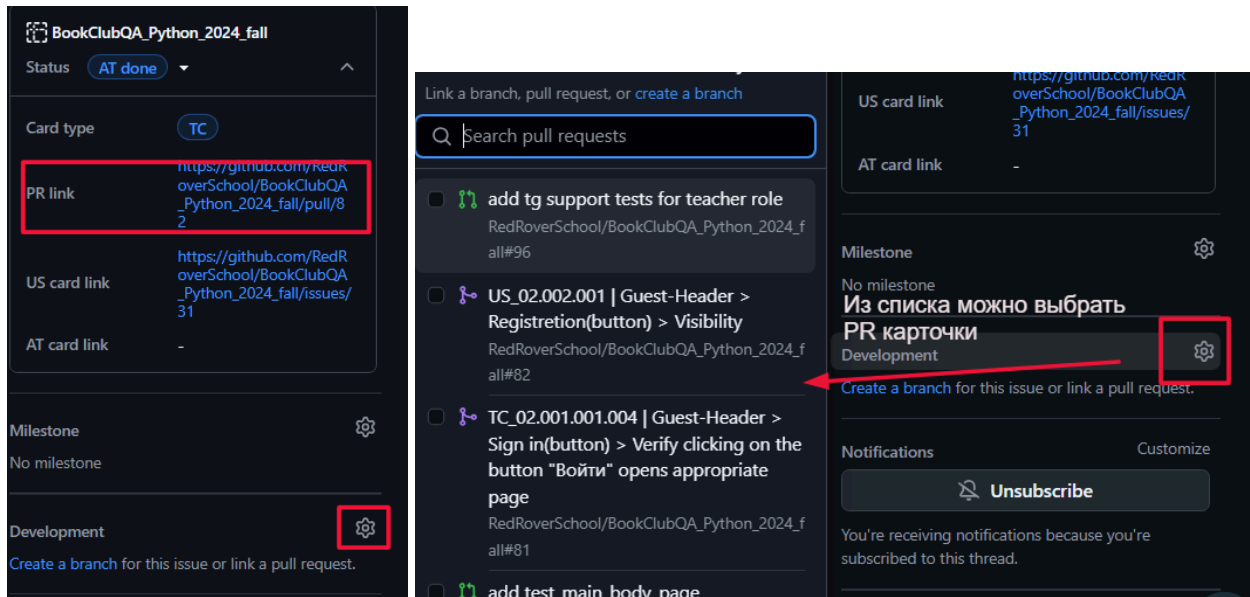 BookClubQA_Python_2024_fall
Status AT done
Card type TC
PR link
https://github.com/RedR
overSchool/BookClubQA
_Python_2024_fall/pull/8
2
US card link
https://github.com/RedR
overSchool/BookClubQA
_Python_2024_fall/issues/
31
AT card link -
Milestone
No milestone
Development
Create a branch for this issue or link a pull request.
Link a branch, pull request, or create a branch
Search pull requests
add tg support tests for teacher role
RedRoverSchool/BookClubQA_Python_2024_f
all#96
US_02.002.001 | Guest-Header >
Registretion(button) > Visibility
RedRoverSchool/BookClubQA_Python_2024_f
all#82
TC_02.001.001.004 | Guest-Header >
Sign in(button) > Verify clicking on the
button "Войти" opens appropriate
page
RedRoverSchool/BookClubQA_Python_2024_f
all#81
add test main body page
US card link
https://github.com/RedR
overSchool/BookClubQA
_Python_2024_fall/issues/
31
AT card link -
Milestone
No milestone
Из списка можно выбрать
PR карточки
Development
Create a branch for this issue or link a pull request.
Notifications Customize
Unsubscribe
You're receiving notifications because you're
subscribed to this thread.